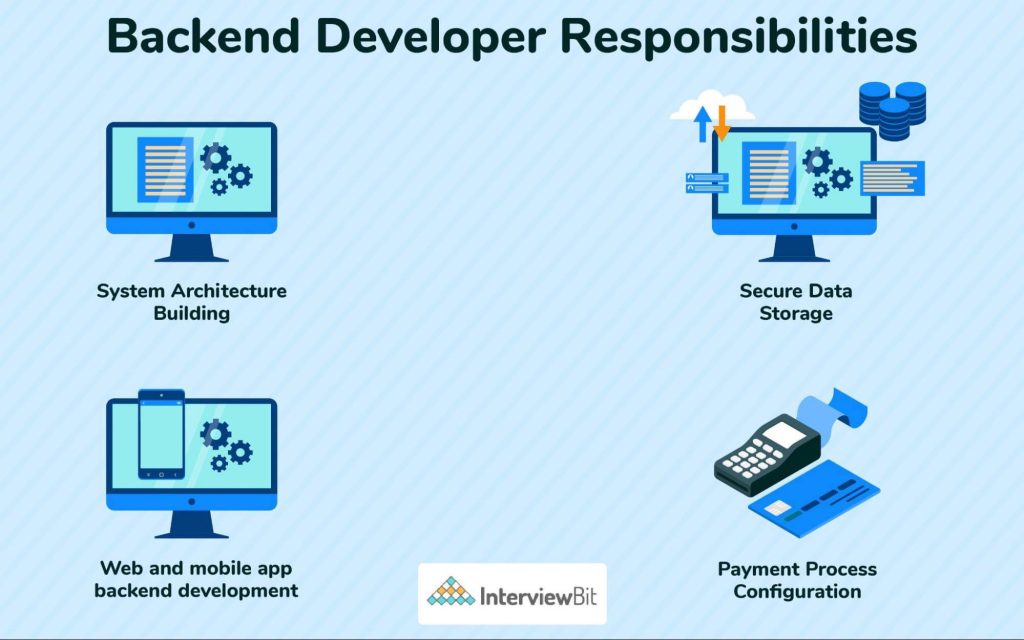 Backend Developer Responsibilities
System Architecture
Building
Secure Data
Storage
Web and mobile app
backend development
Payment Process
Configuration
InterviewBit